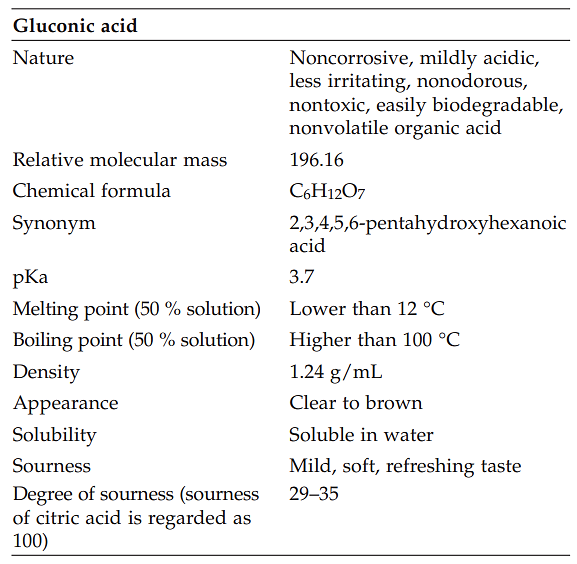 Gluconic acid
Nature Noncorrosive, mildly acidic,
less irritating, nonodorous,
nontoxic, easily biodegradable,
nonvolatile organic acid
Relative molecular mass 196.16
Chemical formula C₆H₁₂O₇
Synonym 2,3,4,5,6-pentahydroxyhexanoic
acid
pKa 3.7
Melting point (50 % solution) Lower than 12 °C
Boiling point (50 % solution) Higher than 100 °C
Density 1.24 g/mL
Appearance Clear to brown
Solubility Soluble in water
Sourness Mild, soft, refreshing taste
Degree of sourness (sourness 29–35
of citric acid is regarded as
100)